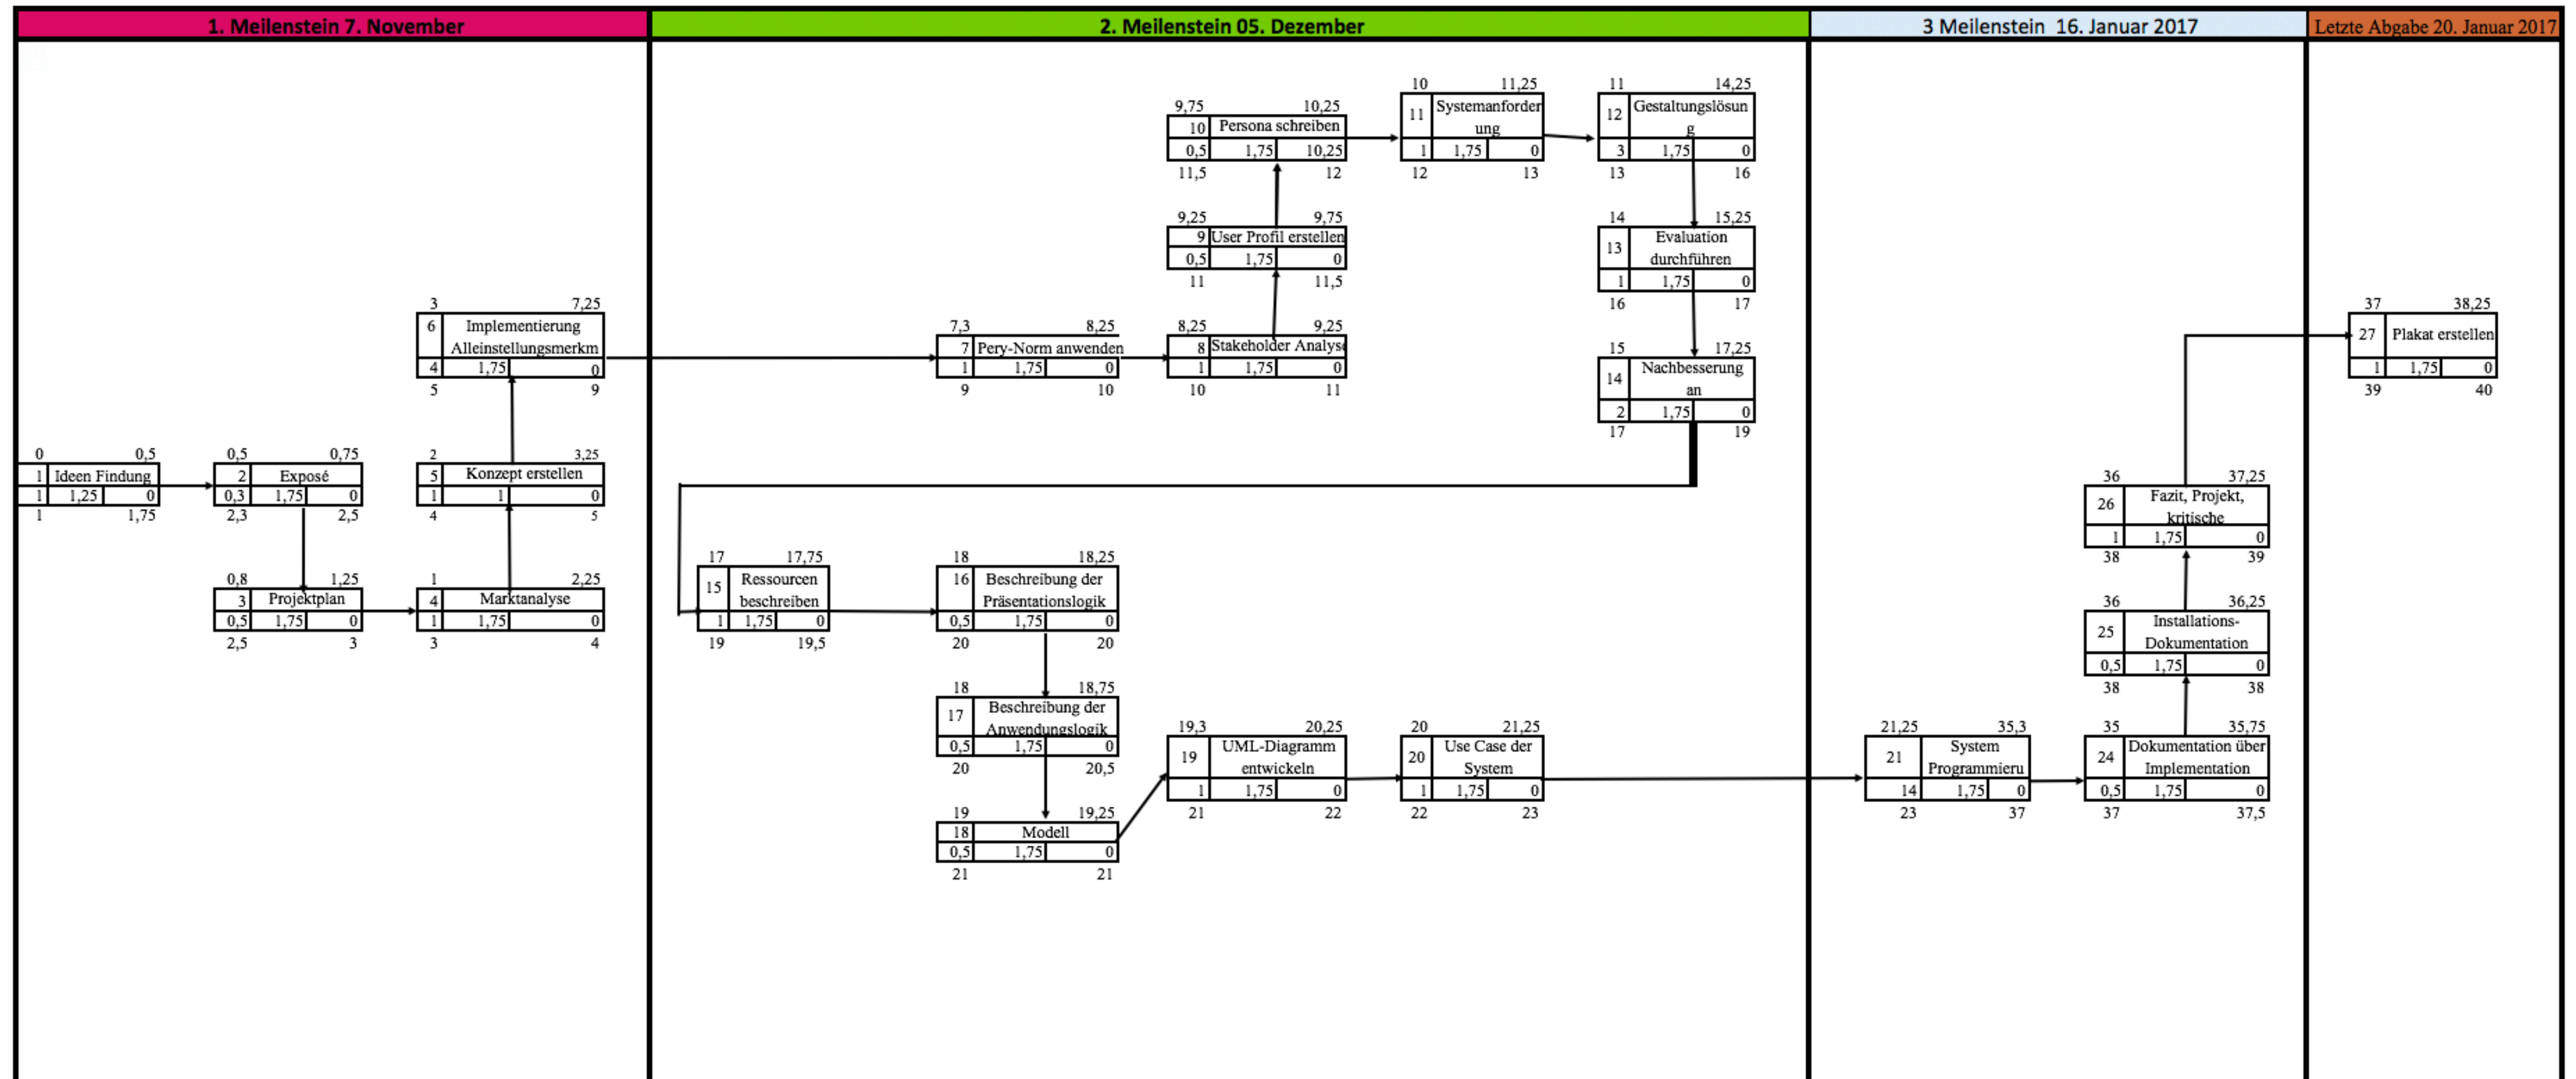 1. Meilenstein 7. November
2. Meilenstein 05. Dezember
3 Meilenstein 16. Januar 2017
Letzte Abgabe 20. Januar 2017
0 0,5
1 Ideen Findung
1 1,25 0
1 1,75
0,5 0,75
2 Exposé
0,3 1,75 0
2,3 2,5
0,8 1,25
3 Projektplan
0,5 1,75 0
2,5 3
1 2,25
4 Marktanalyse
1 1,75 0
3 4
2 3,25
5 Konzept erstellen
1 1 0
4 5
3 7,25
6 Implementierung
Alleinstellungsmerkm
4 1,75 0
5 9
7,3 8,25
7 Pery-Norm anwenden
1 1,75 0
9 10
8,25 9,25
8 Stakeholder Analyse
1 1,75 0
10 11
9,25 9,75
9 User Profil erstellen
0,5 1,75 0
11 11,5
9,75 10,25
10 Persona schreiben
0,5 1,75 10,25
11,5 12
10 11,25
11 Systemanforder
ung
1 1,75 0
12 13
11 14,25
12 Gestaltungslösun
g
3 1,75 0
13 16
14 15,25
13 Evaluation
durchführen
1 1,75 0
16 17
15 17,25
14 Nachbesserung
an
2 1,75 0
17 19
17 17,75
15 Ressourcen
beschreiben
1 1,75 0
19 19,5
18 18,25
16 Beschreibung der
Präsentationslogik
0,5 1,75 0
20 20
18 18,75
17 Beschreibung der
Anwendungslogik
0,5 1,75 0
20 20,5
19 19,25
18 Modell
0,5 1,75 0
21 21
19,3 20,25
19 UML-Diagramm
entwickeln
1 1,75 0
21 22
20 21,25
20 Use Case der
System
1 1,75 0
22 23
21,25 35,3
21 System
Programmieru
14 1,75 0
23 37
35 35,75
24 Dokumentation über
Implementation
0,5 1,75 0
37 37,5
36 36,25
25 Installations-
Dokumentation
0,5 1,75 0
38 38
36 37,25
26 Fazit, Projekt,
kritische
1 1,75 0
38 39
37 38,25
27 Plakat erstellen
1 1,75 0
39 40